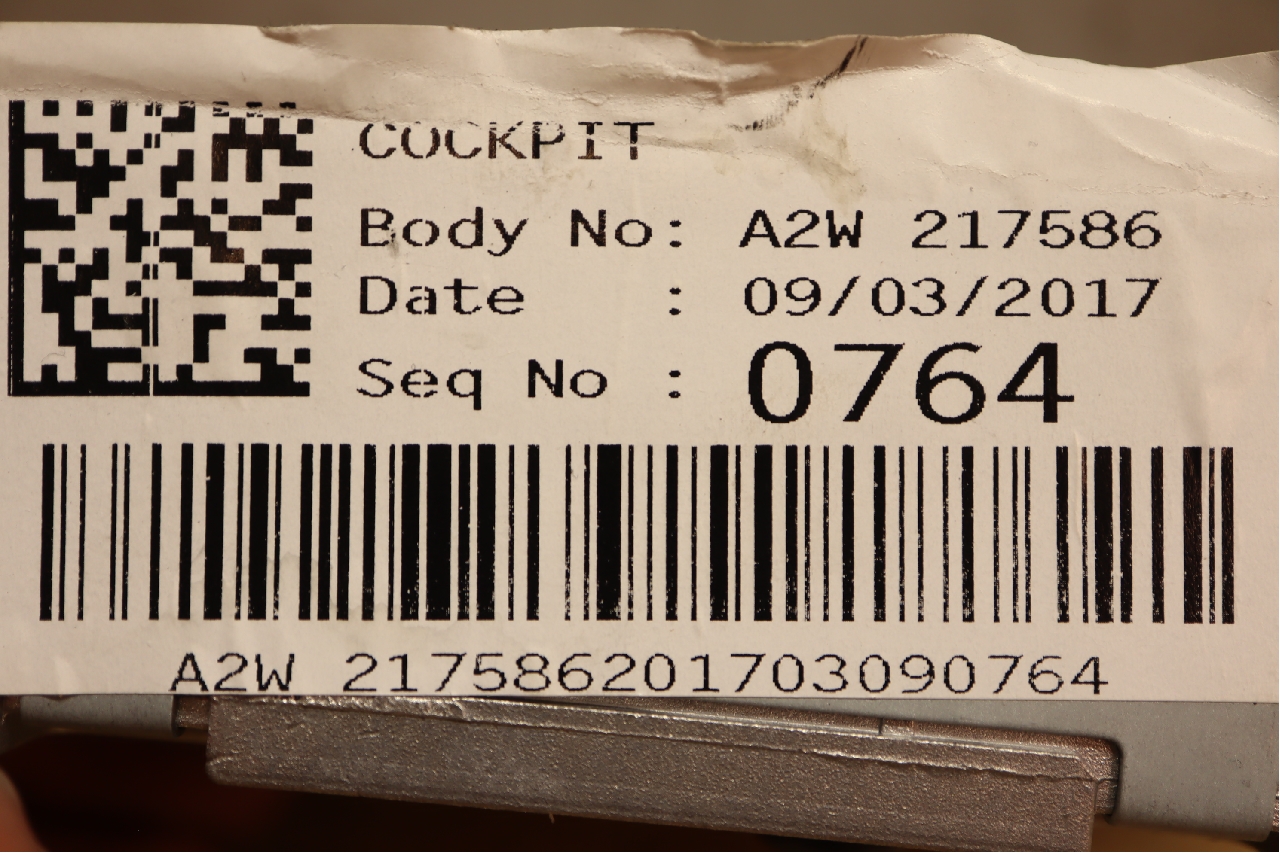 COCKPIT
Body No: A2W 217586
Date : 09/03/2017
Seq No : 0764
A2W 217586201703090764